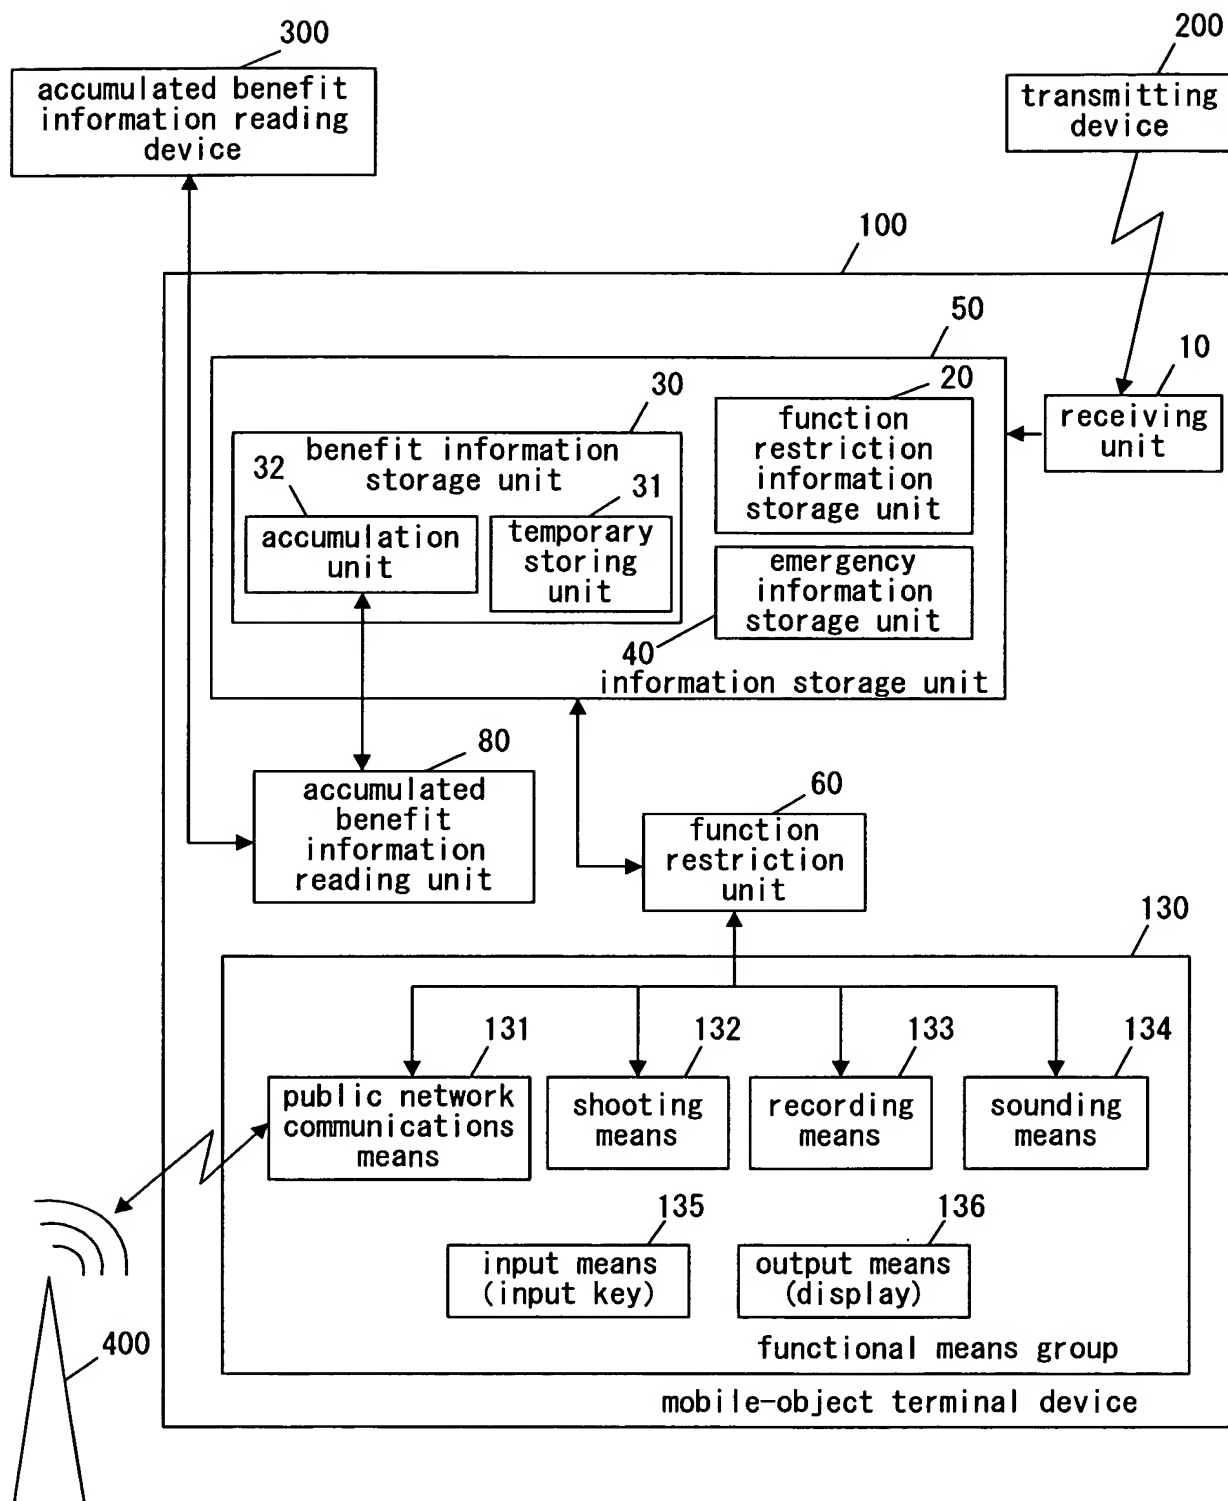 300
200
accumulated benefit
information reading
device
transmitting
device
100
50
10
30
20
benefit information
storage unit
function
restriction
information
storage unit
receiving
unit
32
31
accumulation
unit
temporary
storing
unit
emergency
information
storage unit
40
information storage unit
80
60
accumulated
benefit
information
reading unit
function
restriction
unit
130
131
132
133
134
public network
communications
means
shooting
means
recording
means
sounding
means
135
136
input means
(input key)
output means
(display)
400
functional means group
mobile-object terminal device